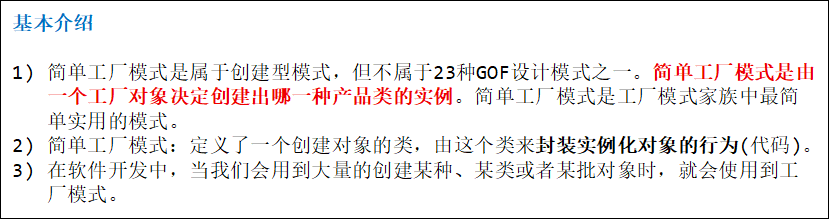 基本介绍
1) 简单工厂模式是属于创建型模式，但不属于23种GOF设计模式之一。简单工厂模式是由
一个工厂对象决定创建出哪一种产品类的实例。简单工厂模式是工厂模式家族中最简
单实用的模式。
2) 简单工厂模式：定义了一个创建对象的类，由这个类来封装实例化对象的行为(代码)。
3) 在软件开发中，当我们会用到大量的创建某种、某类或者某批对象时，就会使用到工
厂模式。